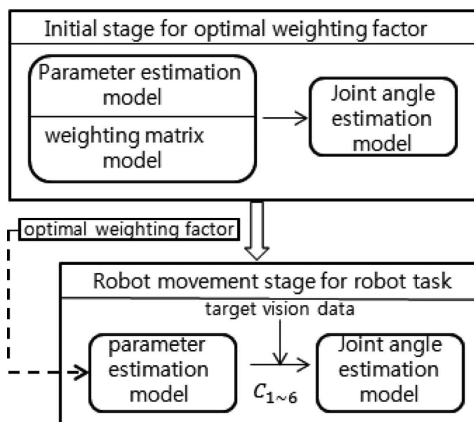 Initial stage for optimal weighting factor
Parameter estimation
model
weighting matrix
model
Joint angle
estimation
model
optimal weighting factor
Robot movement stage for robot task
target vision data
parameter
estimation
model
C₁~₆
Joint angle
estimation
model